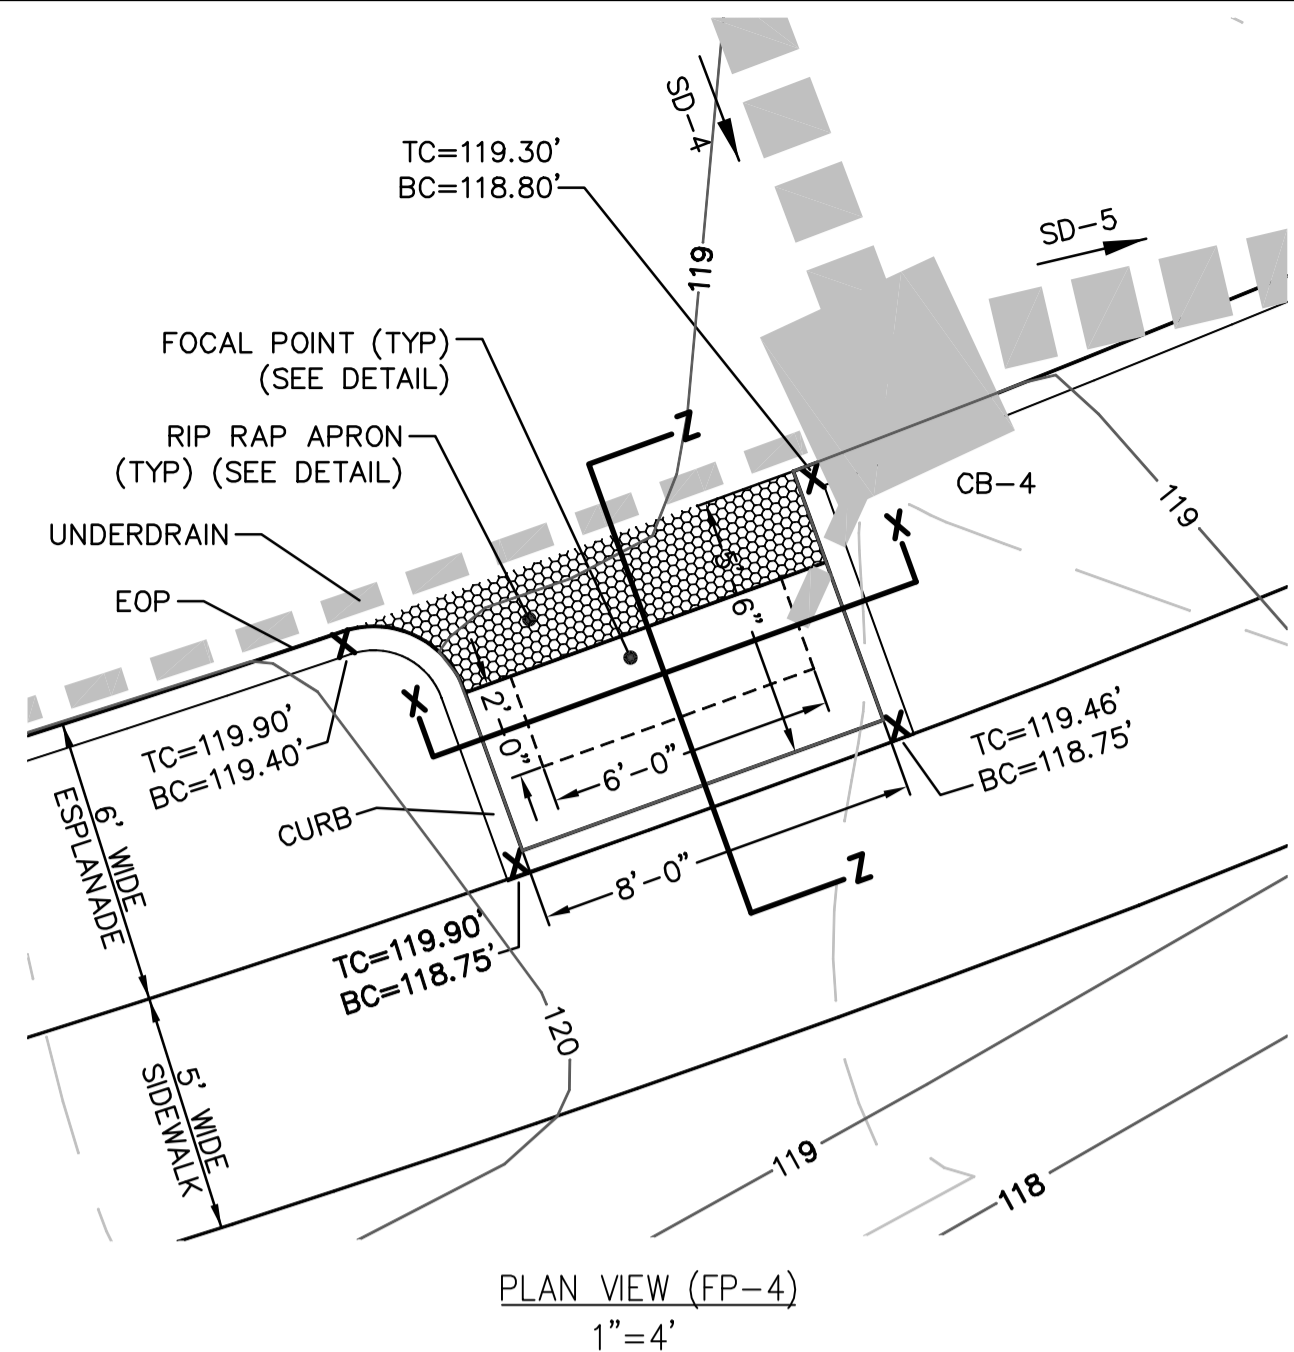 SD-4
TC=119.30'
BC=118.80'
SD-5
119
FOCAL POINT (TYP)
(SEE DETAIL)
Z
RIP RAP APRON
(TYP) (SEE DETAIL)
CB-4
119
X
UNDERDRAIN
EOP
5'
6"
X
X
X
2'-0"
X
X
TC=119.90'
BC=119.40'
6'-0"
TC=119.46'
BC=118.75'
CURB
6' WIDE
ESPLANADE
8'-0"
Z
X
TC=119.90'
BC=118.75'
120
5' WIDE
SIDEWALK
119
118
PLAN VIEW (FP-4)
1"=4'